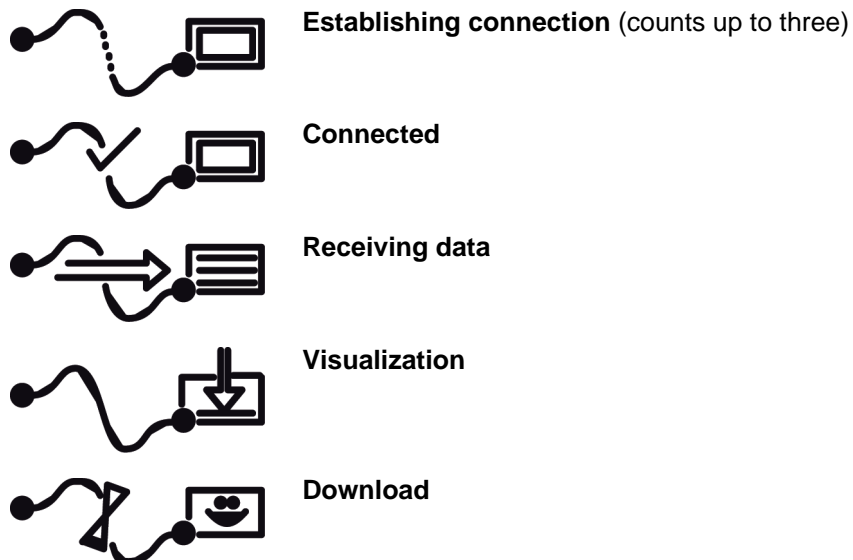 Establishing connection (counts up to three)
Connected
Receiving data
Visualization
Download